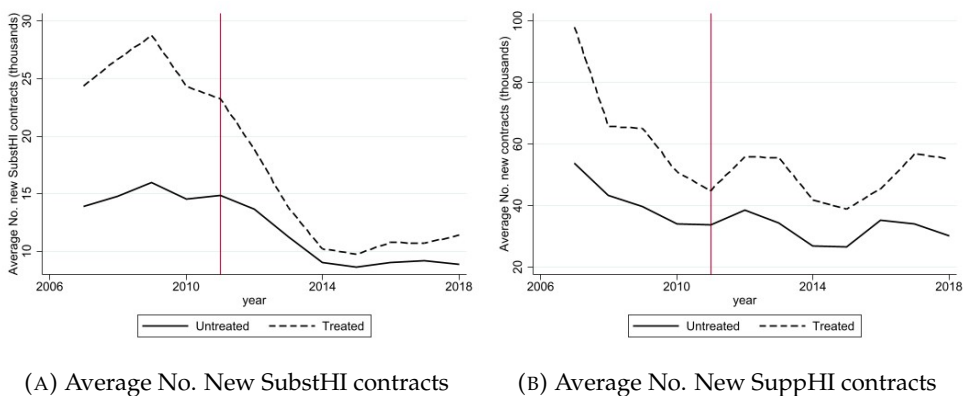 Average No. new SubstHI contracts (thousands)
30
25
20
15
10
2006
2010
2014
2018
year
Untreated
Treated
(A) Average No. New SubstHI contracts
Average No. new contracts (thousands)
100
80
60
40
20
2006
2010
2014
2018
year
Untreated
Treated
(B) Average No. New SuppHI contracts